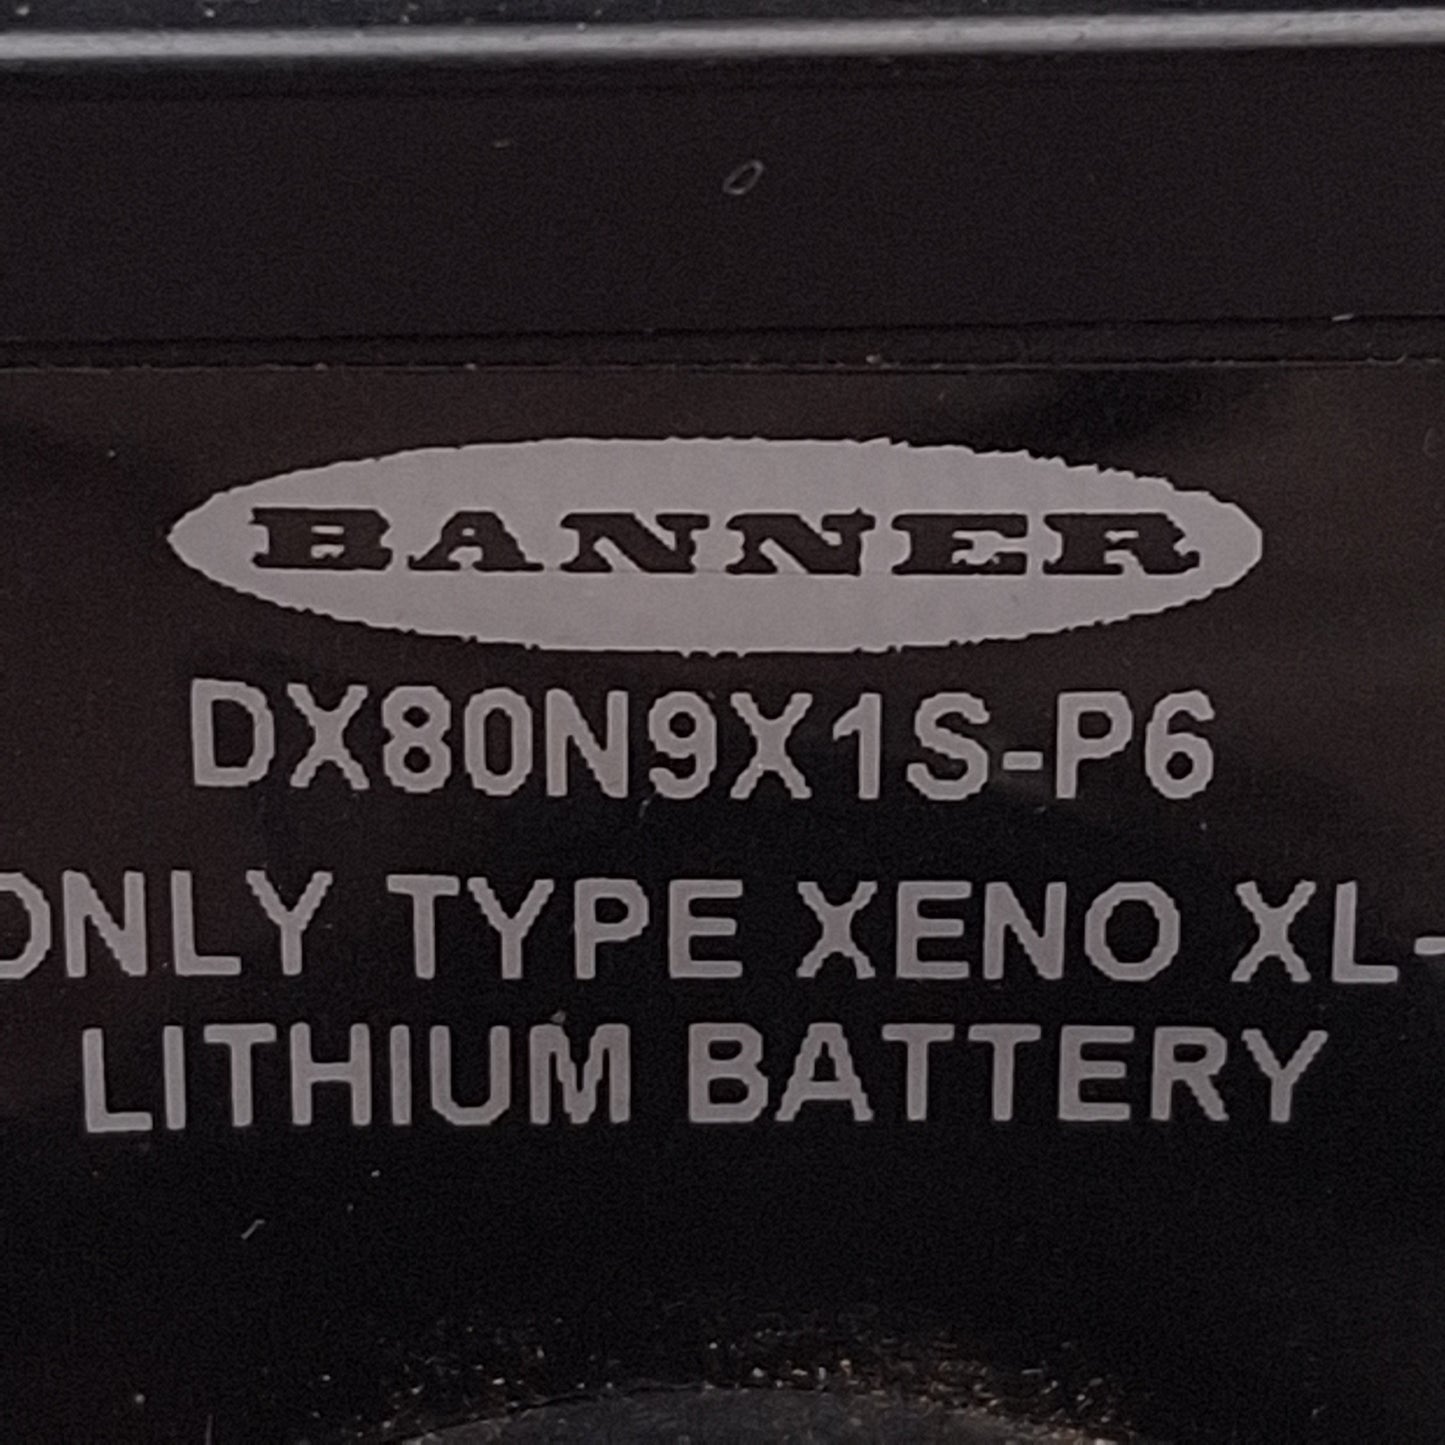 BANNER
DX80N9X1S-P6
ONLY TYPE XENO XL-
LITHIUM BATTERY